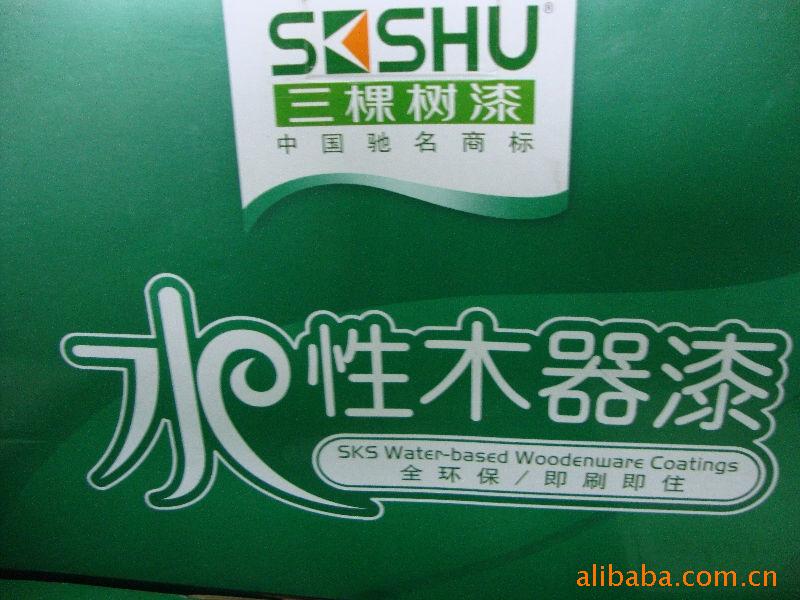 SKSHU®
三棵树漆
中国驰名商标
水性木器漆
SKS Water-based Woodenware Coatings
全环保/即刷即住
alibaba.com.cn